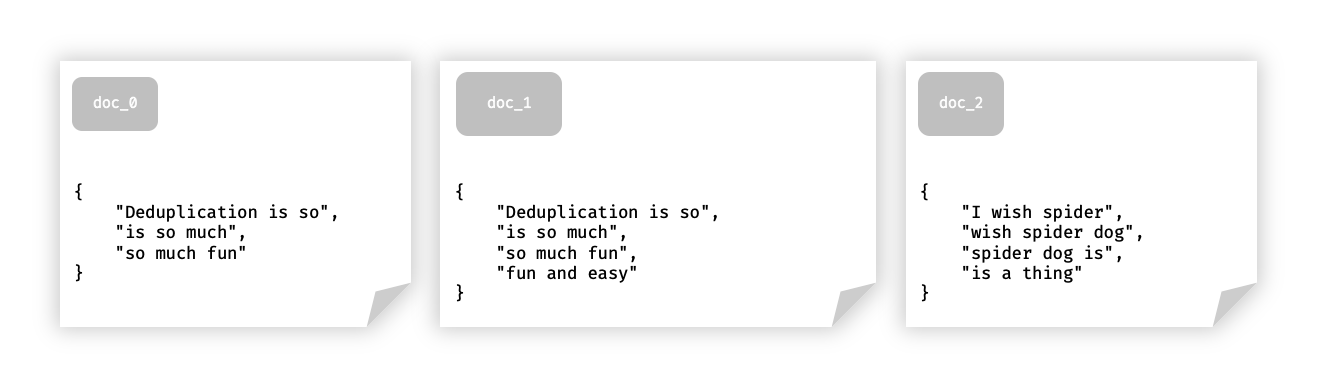 doc_0
{
    "Deduplication is so",
    "is so much",
    "so much fun"
}
doc_1
{
    "Deduplication is so",
    "is so much",
    "so much fun",
    "fun and easy"
}
doc_2
{
    "I wish spider",
    "wish spider dog",
    "spider dog is",
    "is a thing"
}